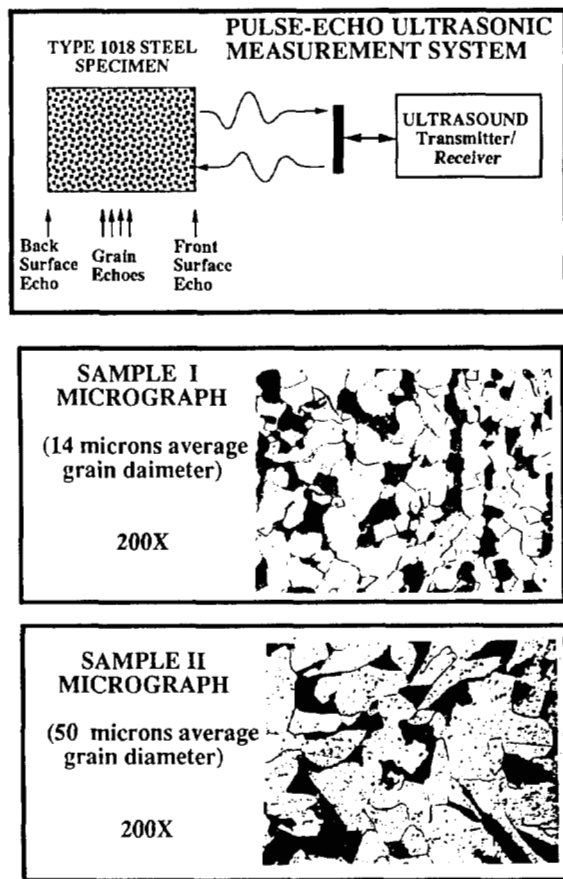 PULSE-ECHO ULTRASONIC
MEASUREMENT SYSTEM
TYPE 1018 STEEL
SPECIMEN
ULTRASOUND
Transmitter/
Receiver
Back
Surface
Echo
Grain
Echoes
Front
Surface
Echo
SAMPLE I
MICROGRAPH
(14 microns average
grain daimeter)
200X
SAMPLE II
MICROGRAPH
(50 microns average
grain diameter)
200X